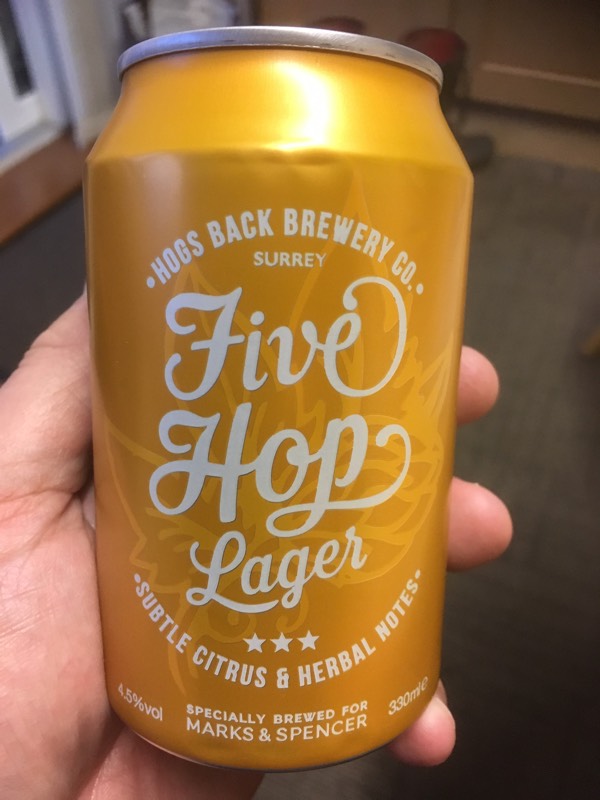 •HOGS BACK BREWERY CO.•
SURREY
Five
Hop
Lager
•SUBTLE CITRUS & HERBAL NOTES•
4.5%vol
SPECIALLY BREWED FOR
MARKS & SPENCER
330ml e